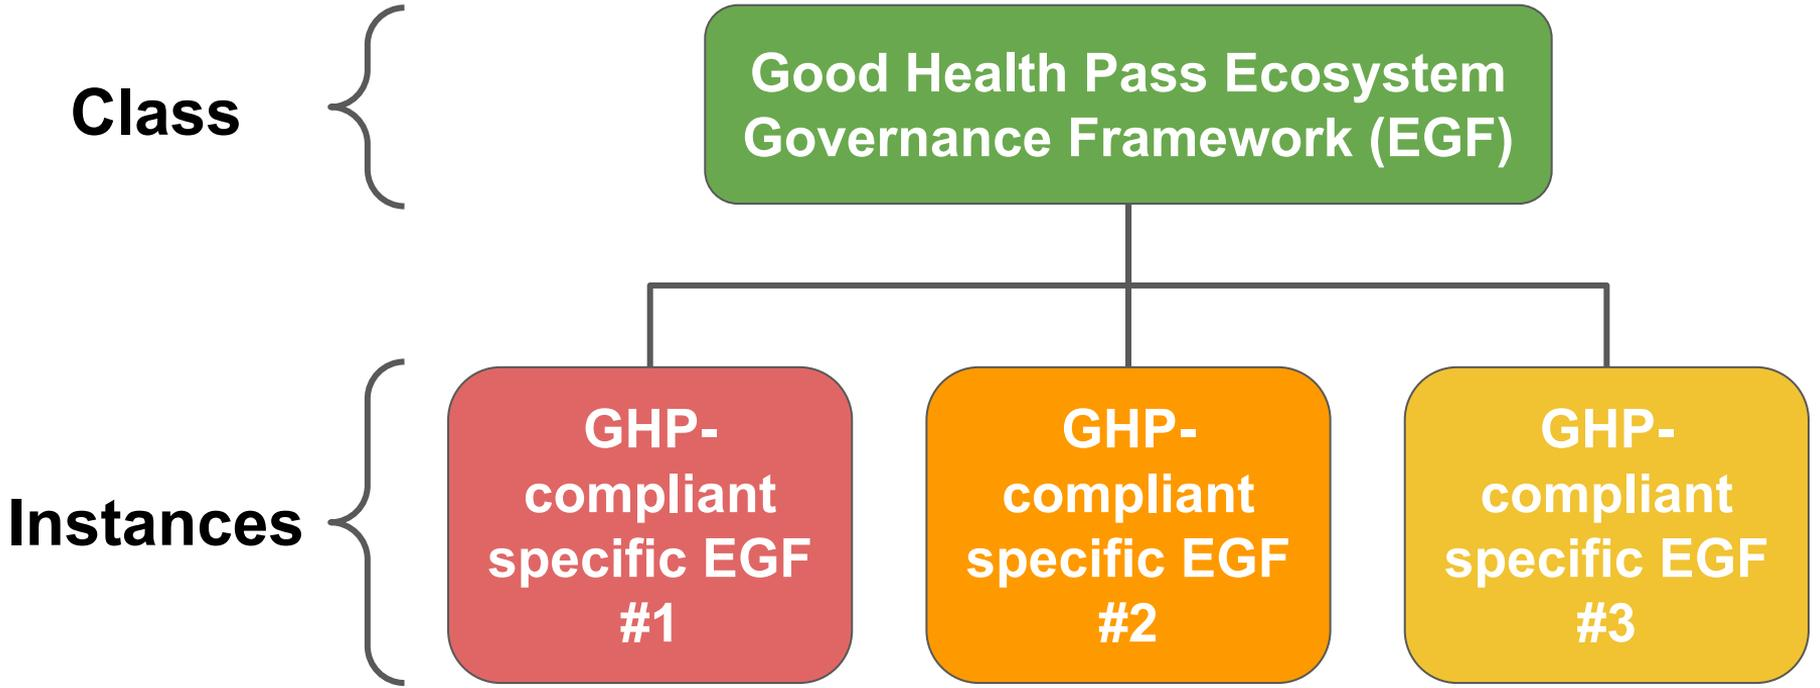 Class
Good Health Pass Ecosystem
Governance Framework (EGF)
Instances
GHP-
compliant
specific EGF
#1
GHP-
compliant
specific EGF
#2
GHP-
compliant
specific EGF
#3